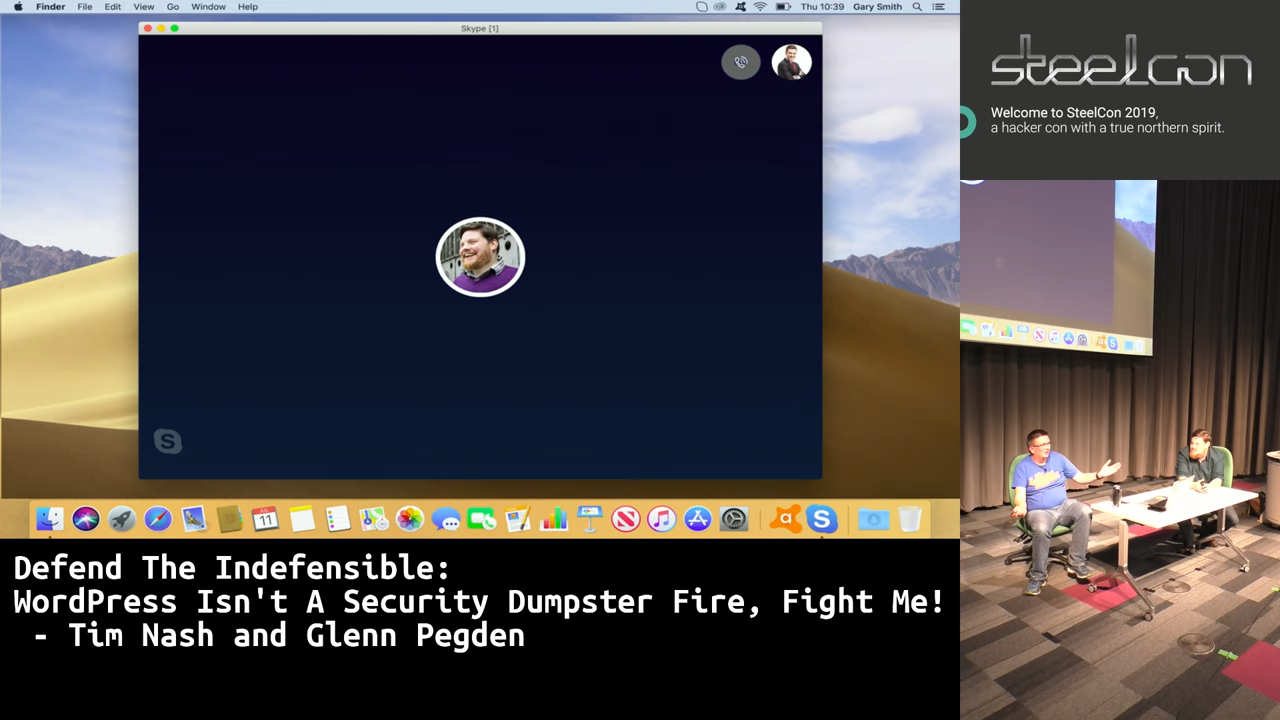 Finder File Edit View Go Window Help Thu 10:39 Gary Smith
Skype [1]
steelcon
Welcome to SteelCon 2019,
a hacker con with a true northern spirit.
11
Defend The Indefensible:
WordPress Isn't A Security Dumpster Fire, Fight Me!
- Tim Nash and Glenn Pegden